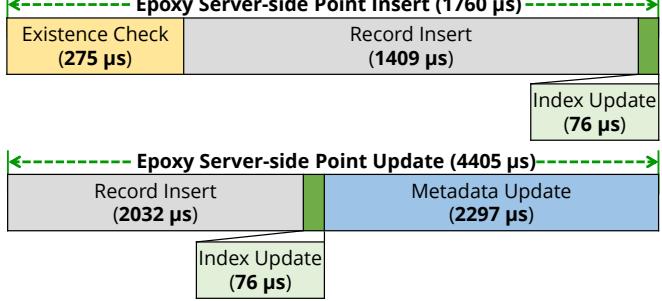 Epoxy Server-side Point Insert (1760 µs)
Existence Check
(275 µs)
Record Insert
(1409 µs)
Index Update
(76 µs)
Epoxy Server-side Point Update (4405 µs)
Record Insert
(2032 µs)
Metadata Update
(2297 µs)
Index Update
(76 µs)